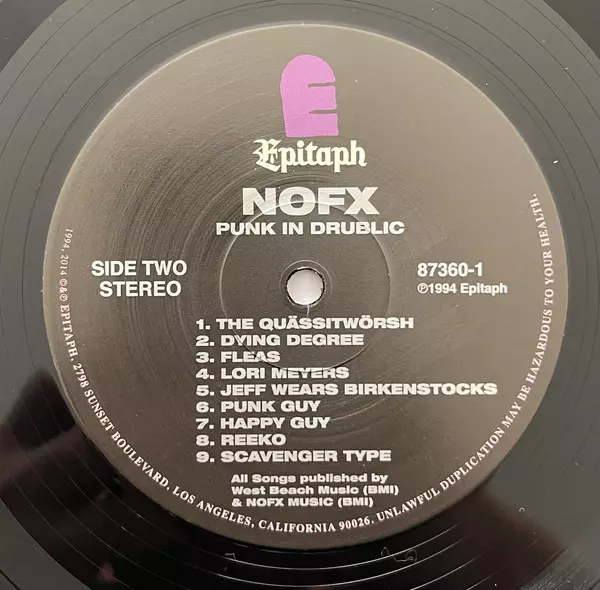 E
Epitaph
NOFX
PUNK IN DRUBLIC
SIDE TWO
STEREO
87360-1
℗1994 Epitaph
1. THE QUÄSSITWÖRSH
2. DYING DEGREE
3. FLEAS
4. LORI MEYERS
5. JEFF WEARS BIRKENSTOCKS
6. PUNK GUY
7. HAPPY GUY
8. REEKO
9. SCAVENGER TYPE
All Songs published by
West Beach Music (BMI)
& NOFX MUSIC (BMI)
1994, 2014 ©&℗ EPITAPH, 2798 SUNSET BOULEVARD, LOS ANGELES, CALIFORNIA 90026. UNLAWFUL DUPLICATION MAY BE HAZARDOUS TO YOUR HEALTH.